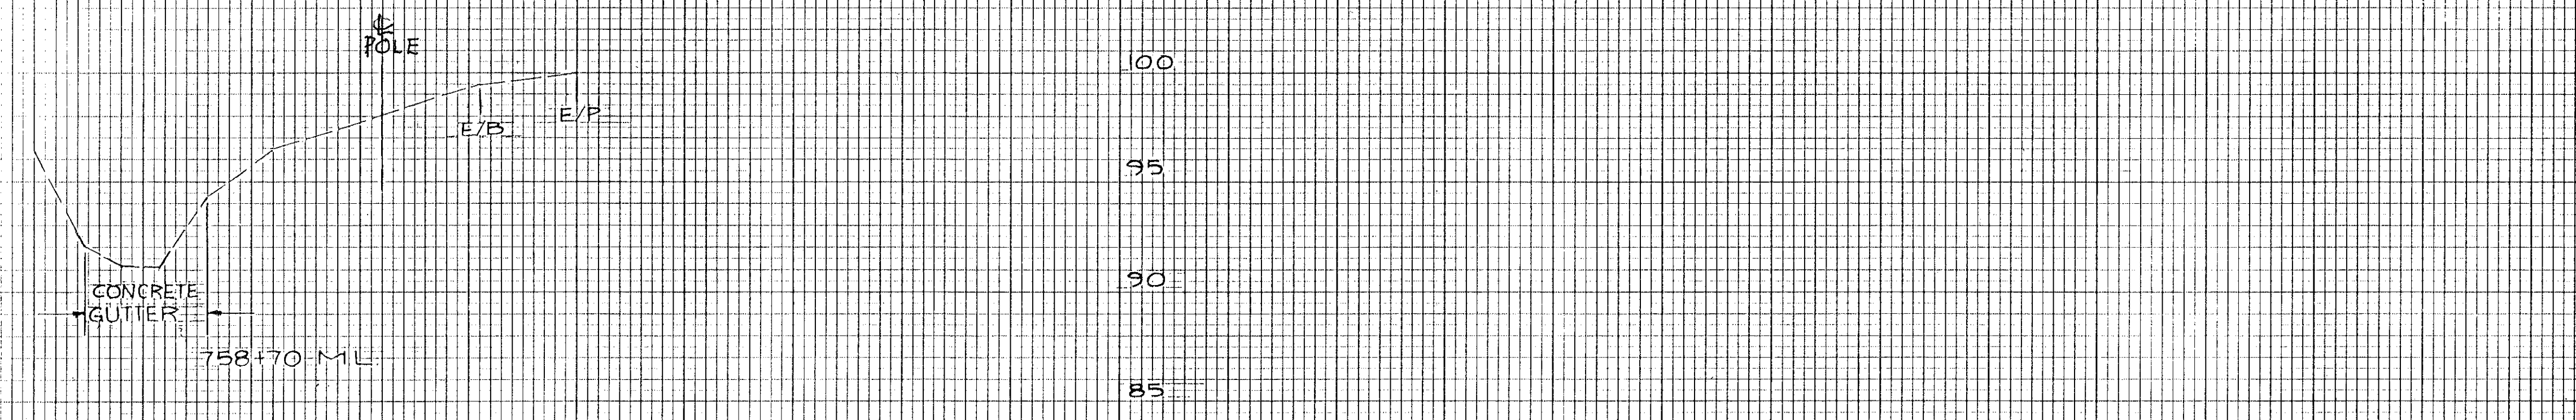 ℄
POLE
100
E/P
E/B
95
90
CONCRETE
GUTTER
758+70 ML
85